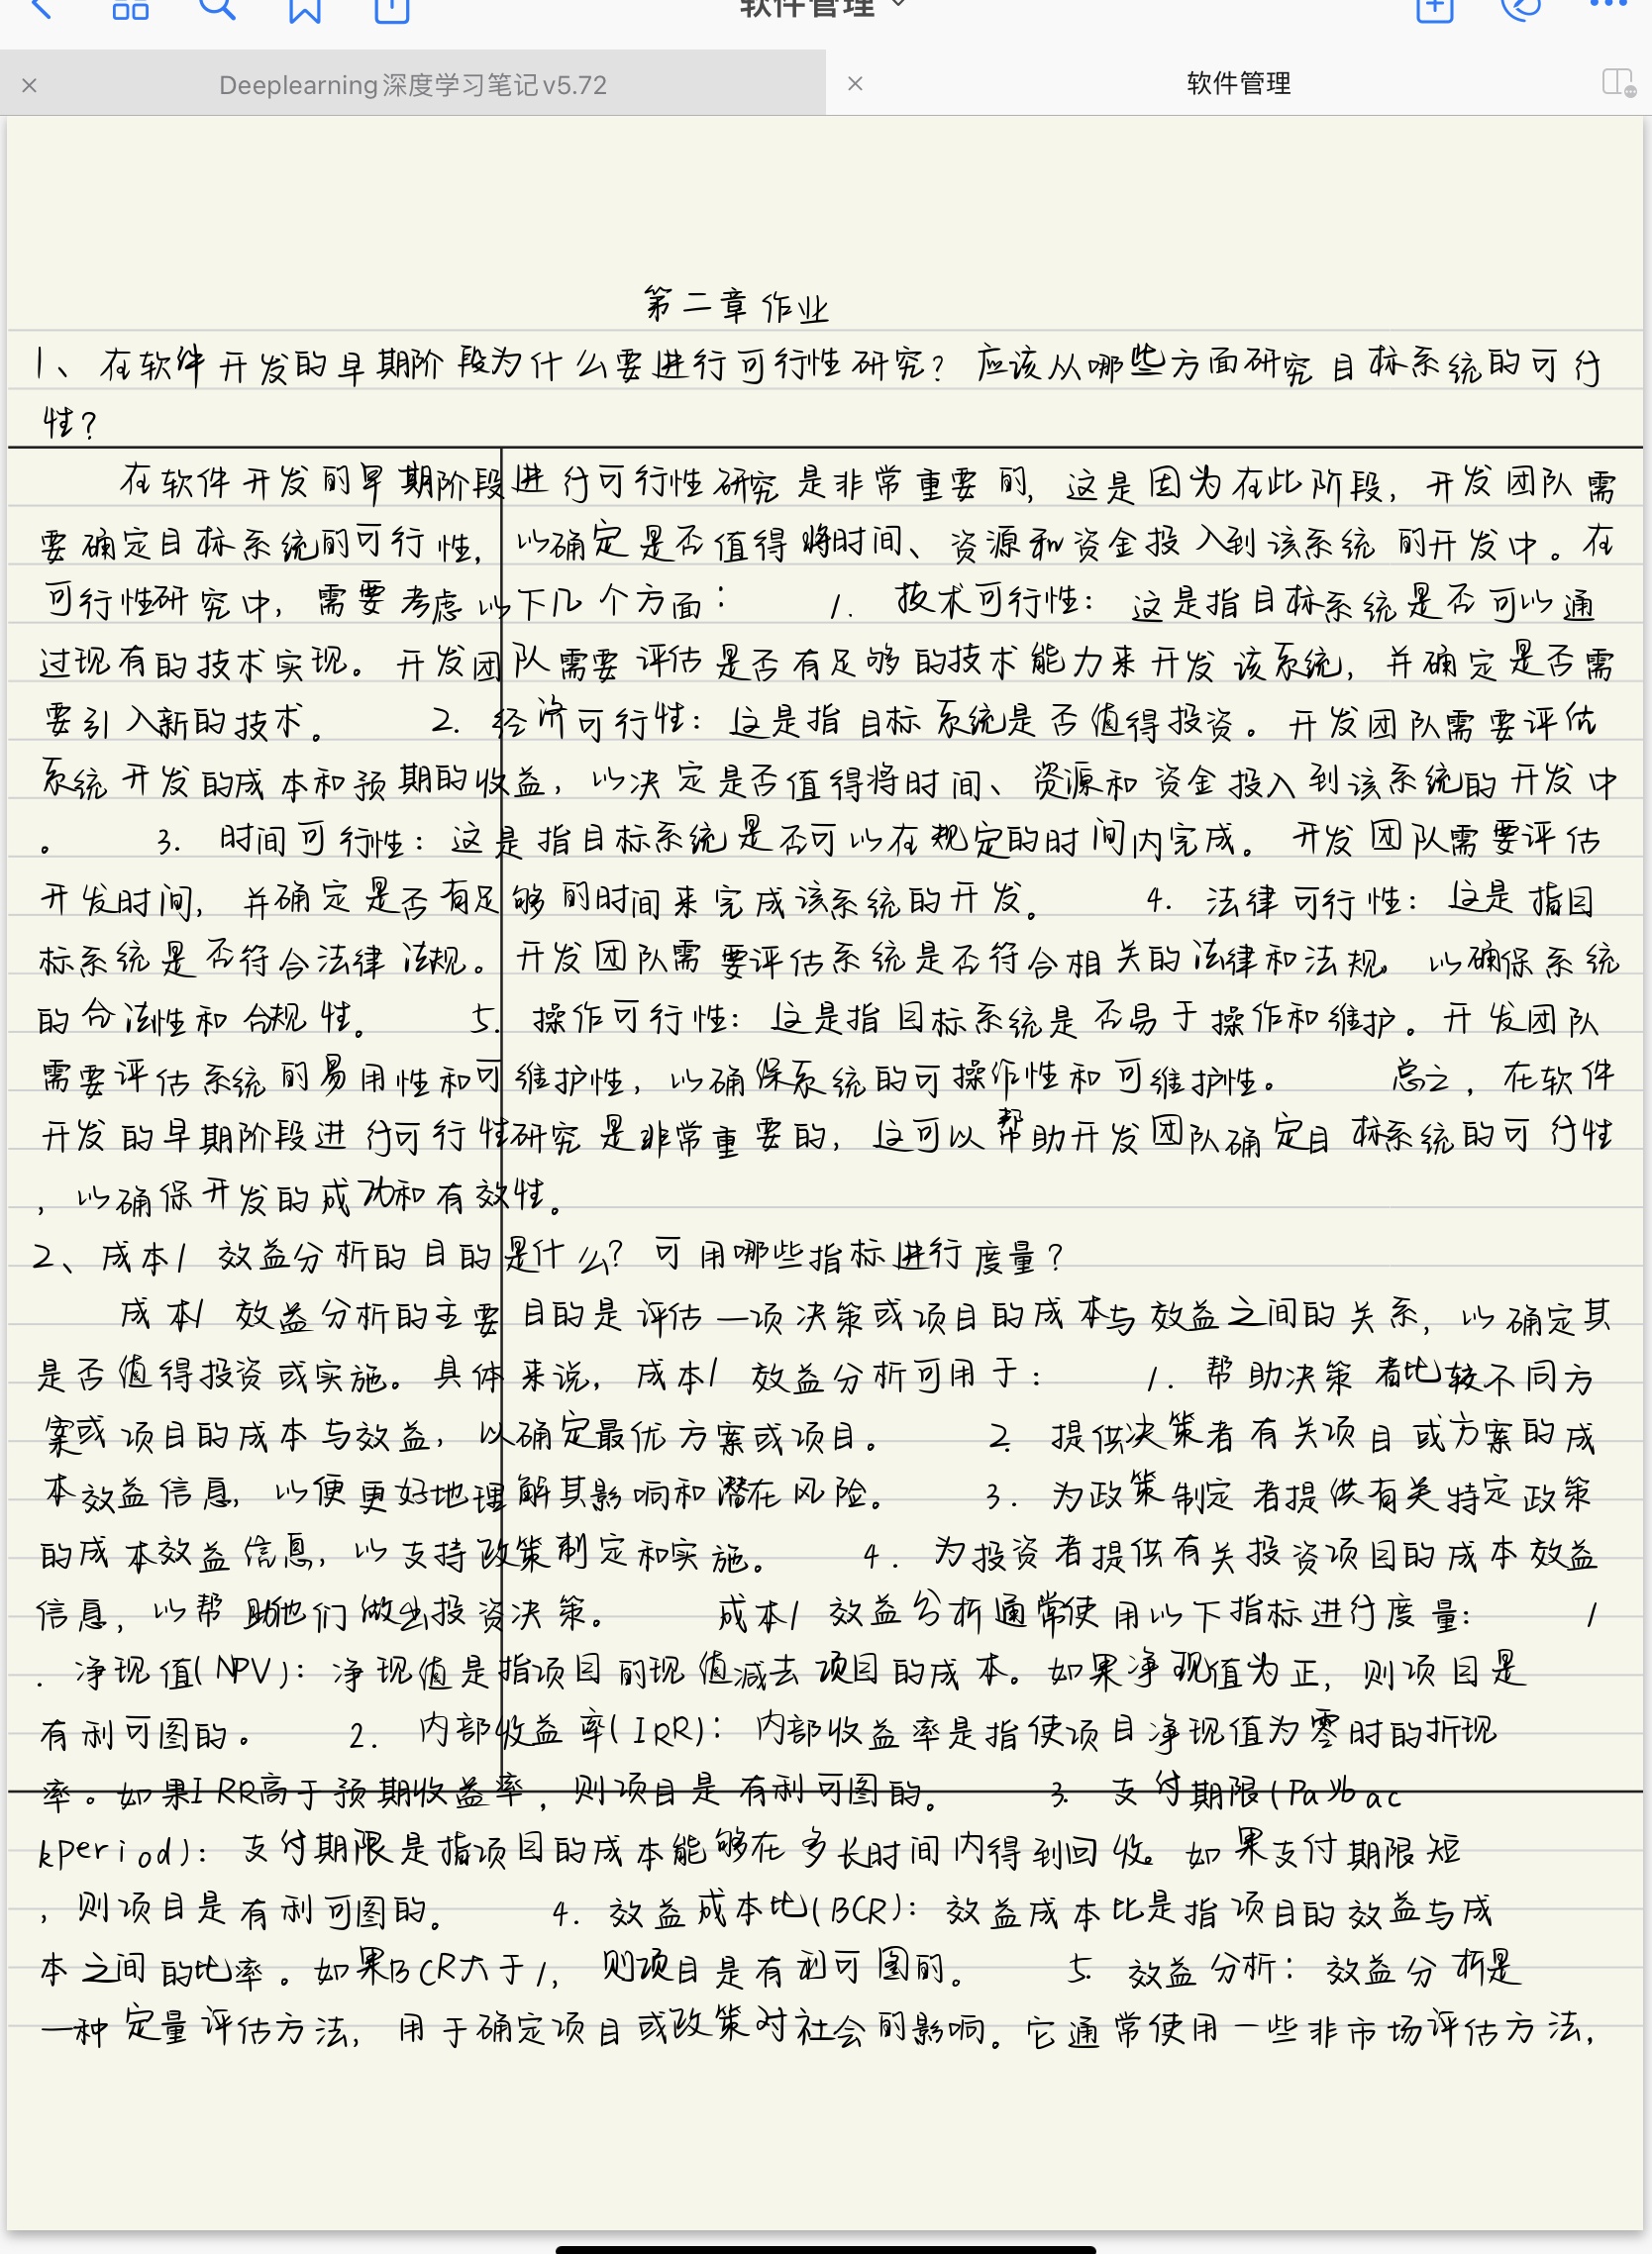 软件管理
Deeplearning深度学习笔记v5.72
软件管理
第二章作业
1、在软件开发的早期阶段为什么要进行可行性研究？应该从哪些方面研究目标系统的可行
性？
在软件开发的早期阶段进行可行性研究是非常重要的，这是因为在此阶段，开发团队需
要确定目标系统的可行性，以确定是否值得将时间、资源和资金投入到该系统的开发中。在
可行性研究中，需要考虑以下几个方面： 1. 技术可行性：这是指目标系统是否可以通
过现有的技术实现。开发团队需要评估是否有足够的技术能力来开发该系统，并确定是否需
要引入新的技术。 2. 经济可行性：这是指目标系统是否值得投资。开发团队需要评估
系统开发的成本和预期的收益，以决定是否值得将时间、资源和资金投入到该系统的开发中
。 3. 时间可行性：这是指目标系统是否可以在规定的时间内完成。开发团队需要评估
开发时间，并确定是否有足够的时间来完成该系统的开发。 4. 法律可行性：这是指目
标系统是否符合法律法规。开发团队需要评估系统是否符合相关的法律和法规，以确保系统
的合法性和合规性。 5. 操作可行性：这是指目标系统是否易于操作和维护。开发团队
需要评估系统的易用性和可维护性，以确保系统的可操作性和可维护性。 总之，在软件
开发的早期阶段进行可行性研究是非常重要的，这可以帮助开发团队确定目标系统的可行性
，以确保开发的成功和有效性。
2、成本/效益分析的目的是什么？可用哪些指标进行度量？
成本/效益分析的主要目的是评估一项决策或项目的成本与效益之间的关系，以确定其
是否值得投资或实施。具体来说，成本/效益分析可用于： 1. 帮助决策者比较不同方
案或项目的成本与效益，以确定最优方案或项目。 2. 提供决策者有关项目或方案的成
本效益信息，以便更好地理解其影响和潜在风险。 3. 为政策制定者提供有关特定政策
的成本效益信息，以支持政策制定和实施。 4. 为投资者提供有关投资项目的成本效益
信息，以帮助他们做出投资决策。 成本/效益分析通常使用以下指标进行度量： 1
. 净现值(NPV)：净现值是指项目的现值减去项目的成本。如果净现值为正，则项目是
有利可图的。 2. 内部收益率(IRR)：内部收益率是指使项目净现值为零时的折现
率。如果IRR高于预期收益率，则项目是有利可图的。 3. 支付期限(Paybac
kPeriod)：支付期限是指项目的成本能够在多长时间内得到回收。如果支付期限短
，则项目是有利可图的。 4. 效益成本比(BCR)：效益成本比是指项目的效益与成
本之间的比率。如果BCR大于1，则项目是有利可图的。 5. 效益分析：效益分析是
一种定量评估方法，用于确定项目或政策对社会的影响。它通常使用一些非市场评估方法，